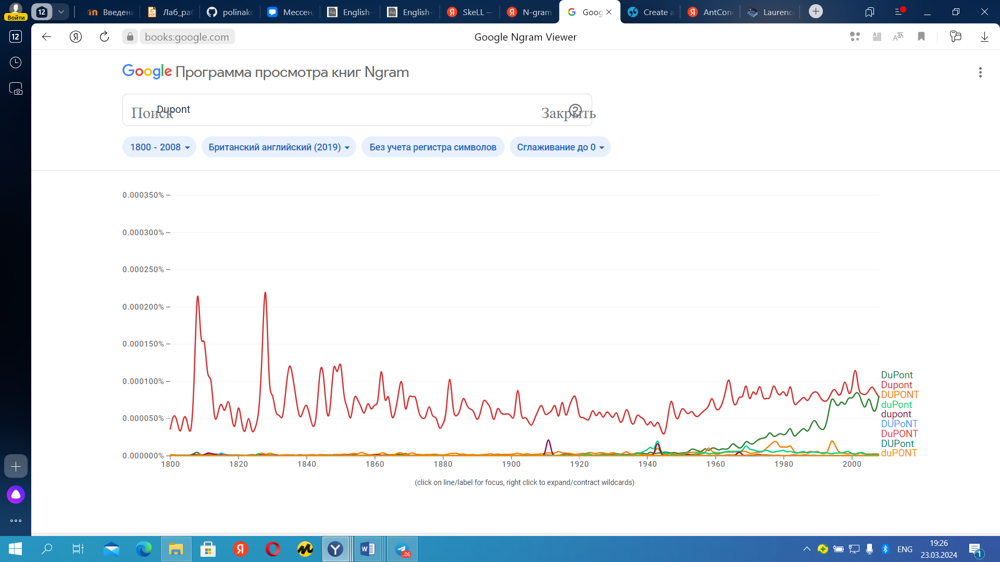 Войти
12
Введени
Лаб_раб
polinako
Мессен
English-
English-
SkeLL —
N-gram
Goog
Create a
AntConc
Laurence
12
books.google.com
Google Ngram Viewer
Google Программа просмотра книг Ngram
Поиск
Dupont
Закрыть
1800 - 2008
Британский английский (2019)
Без учета регистра символов
Сглаживание до 0
0.000350%
0.000300%
0.000250%
0.000200%
0.000150%
0.000100%
0.000050%
0.000000%
1800
1820
1840
1860
1880
1900
1920
1940
1960
1980
2000
DuPont
Dupont
DUPONT
duPont
dupont
DUPoNT
DuPONT
DUPont
duPONT
(click on line/label for focus, right click to expand/contract wildcards)
..06
ENG
19:26
23.03.2024
1